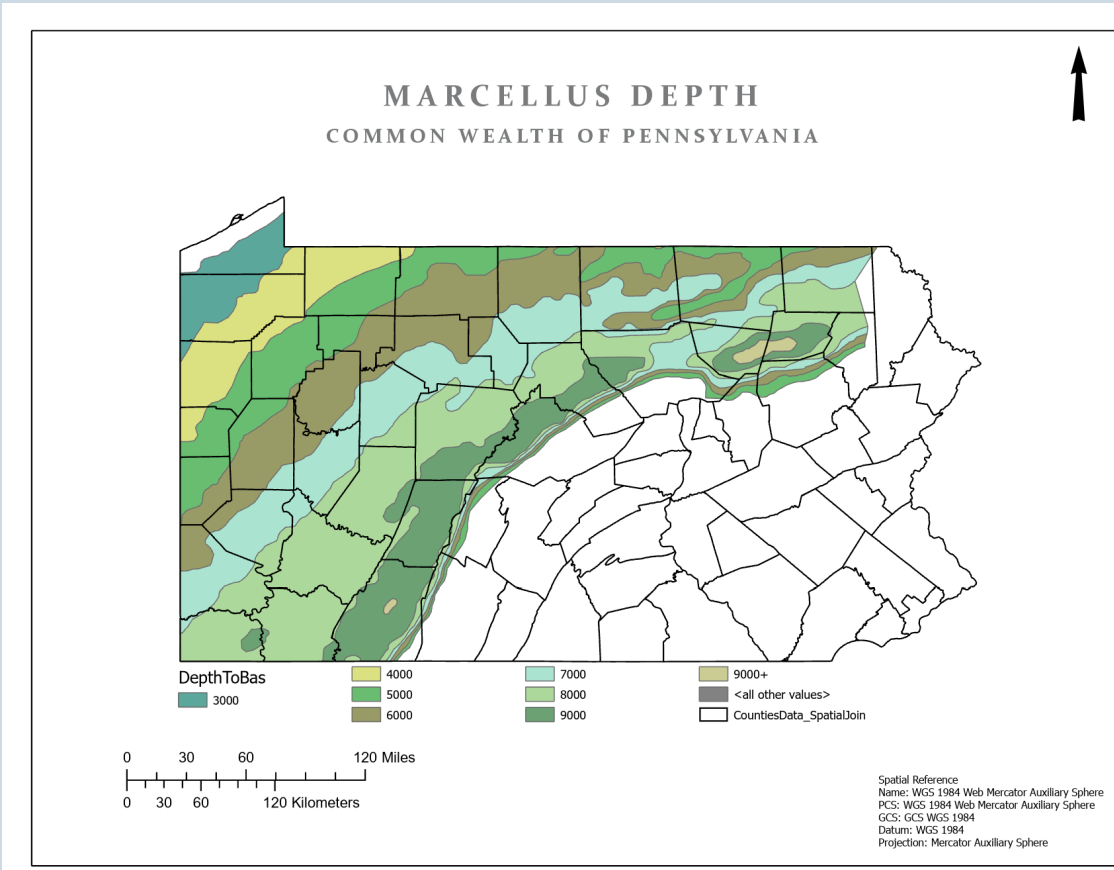 MARCELLUS DEPTH
COMMON WEALTH OF PENNSYLVANIA
DepthToBas
3000
4000
5000
6000
7000
8000
9000
9000+
<all other values>
CountiesData_SpatialJoin
0 30 60 120 Miles
0 30 60 120 Kilometers
Spatial Reference
Name: WGS 1984 Web Mercator Auxiliary Sphere
PCS: WGS 1984 Web Mercator Auxiliary Sphere
GCS: GCS WGS 1984
Datum: WGS 1984
Projection: Mercator Auxiliary Sphere